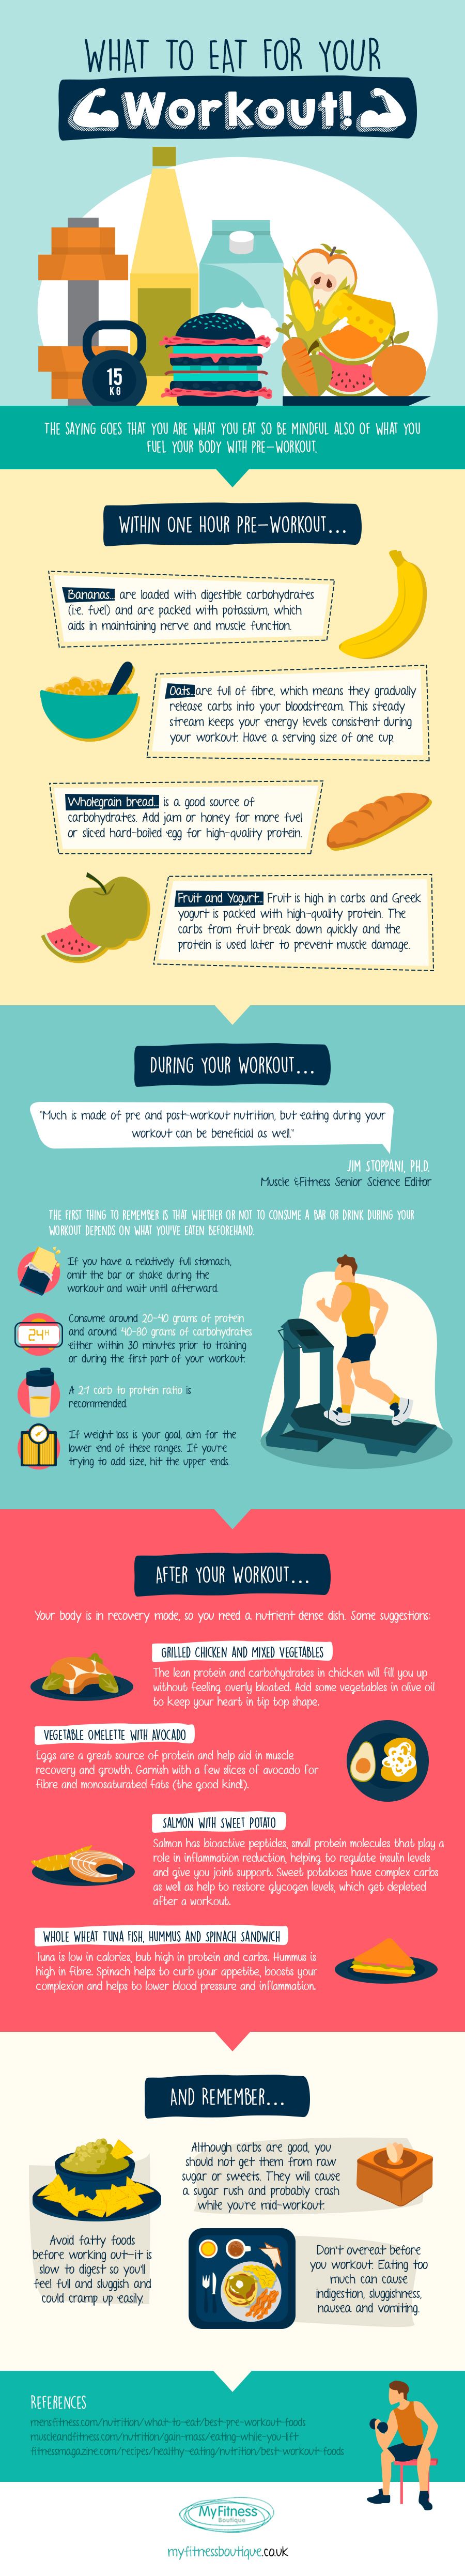 WHAT TO EAT FOR YOUR
Workout!
15
KG
THE SAYING GOES THAT YOU ARE WHAT YOU EAT SO BE MINDFUL ALSO OF WHAT YOU
FUEL YOUR BODY WITH PRE-WORKOUT.
WITHIN ONE HOUR PRE-WORKOUT...
Bananas... are loaded with digestible carbohydrates
(i.e. fuel) and are packed with potassium, which
aids in maintaining nerve and muscle function.
Oats... are full of fibre, which means they gradually
release carbs into your bloodstream. This steady
stream keeps your energy levels consistent during
your workout. Have a serving size of one cup.
Wholegrain bread... is a good source of
carbohydrates. Add jam or honey for more fuel
or sliced hard-boiled egg for high-quality protein.
Fruit and Yogurt... Fruit is high in carbs and Greek
yogurt is packed with high-quality protein. The
carbs from fruit break down quickly and the
protein is used later to prevent muscle damage.
DURING YOUR WORKOUT...
"Much is made of pre and post-workout nutrition, but eating during your
workout can be beneficial as well."
JIM STOPPANI, PH.D.
Muscle & Fitness Senior Science Editor
THE FIRST THING TO REMEMBER IS THAT WHETHER OR NOT TO CONSUME A BAR OR DRINK DURING YOUR
WORKOUT DEPENDS ON WHAT YOU'VE EATEN BEFOREHAND.
If you have a relatively full stomach,
omit the bar or shake during the
workout and wait until afterward.
24H
Consume around 20-40 grams of protein
and around 40-80 grams of carbohydrates
either within 30 minutes prior to training
or during the first part of your workout.
A 2:1 carb to protein ratio is
recommended.
If weight loss is your goal, aim for the
lower end of these ranges. If you're
trying to add size, hit the upper ends.
AFTER YOUR WORKOUT...
Your body is in recovery mode, so you need a nutrient dense dish. Some suggestions:
GRILLED CHICKEN AND MIXED VEGETABLES
The lean protein and carbohydrates in chicken will fill you up
without feeling overly bloated. Add some vegetables in olive oil
to keep your heart in tip top shape.
VEGETABLE OMELETTE WITH AVOCADO
Eggs are a great source of protein and help aid in muscle
recovery and growth. Garnish with a few slices of avocado for
fibre and monosaturated fats (the good kind!).
SALMON WITH SWEET POTATO
Salmon has bioactive peptides, small protein molecules that play a
role in inflammation reduction, helping to regulate insulin levels
and give you joint support. Sweet potatoes have complex carbs
as well as help to restore glycogen levels, which get depleted
after a workout.
WHOLE WHEAT TUNA FISH, HUMMUS AND SPINACH SANDWICH
Tuna is low in calories, but high in protein and carbs. Hummus is
high in fibre. Spinach helps to curb your appetite, boosts your
complexion and helps to lower blood pressure and inflammation.
AND REMEMBER...
Although carbs are good, you
should not get them from raw
sugar or sweets. They will cause
a sugar rush and probably crash
while you're mid-workout.
Avoid fatty foods
before working out-it is
slow to digest so you'll
feel full and sluggish and
could cramp up easily.
Don't overeat before
you workout. Eating too
much can cause
indigestion, sluggishness,
nausea and vomiting.
REFERENCES
mensfitness.com/nutrition/what-to-eat/best-pre-workout-foods
muscleandfitness.com/nutrition/gain-mass/eating-while-you-lift
fitnessmagazine.com/recipes/healthy-eating/nutrition/best-workout-foods
MyFitness
Boutique
myfitnessboutique.co.uk